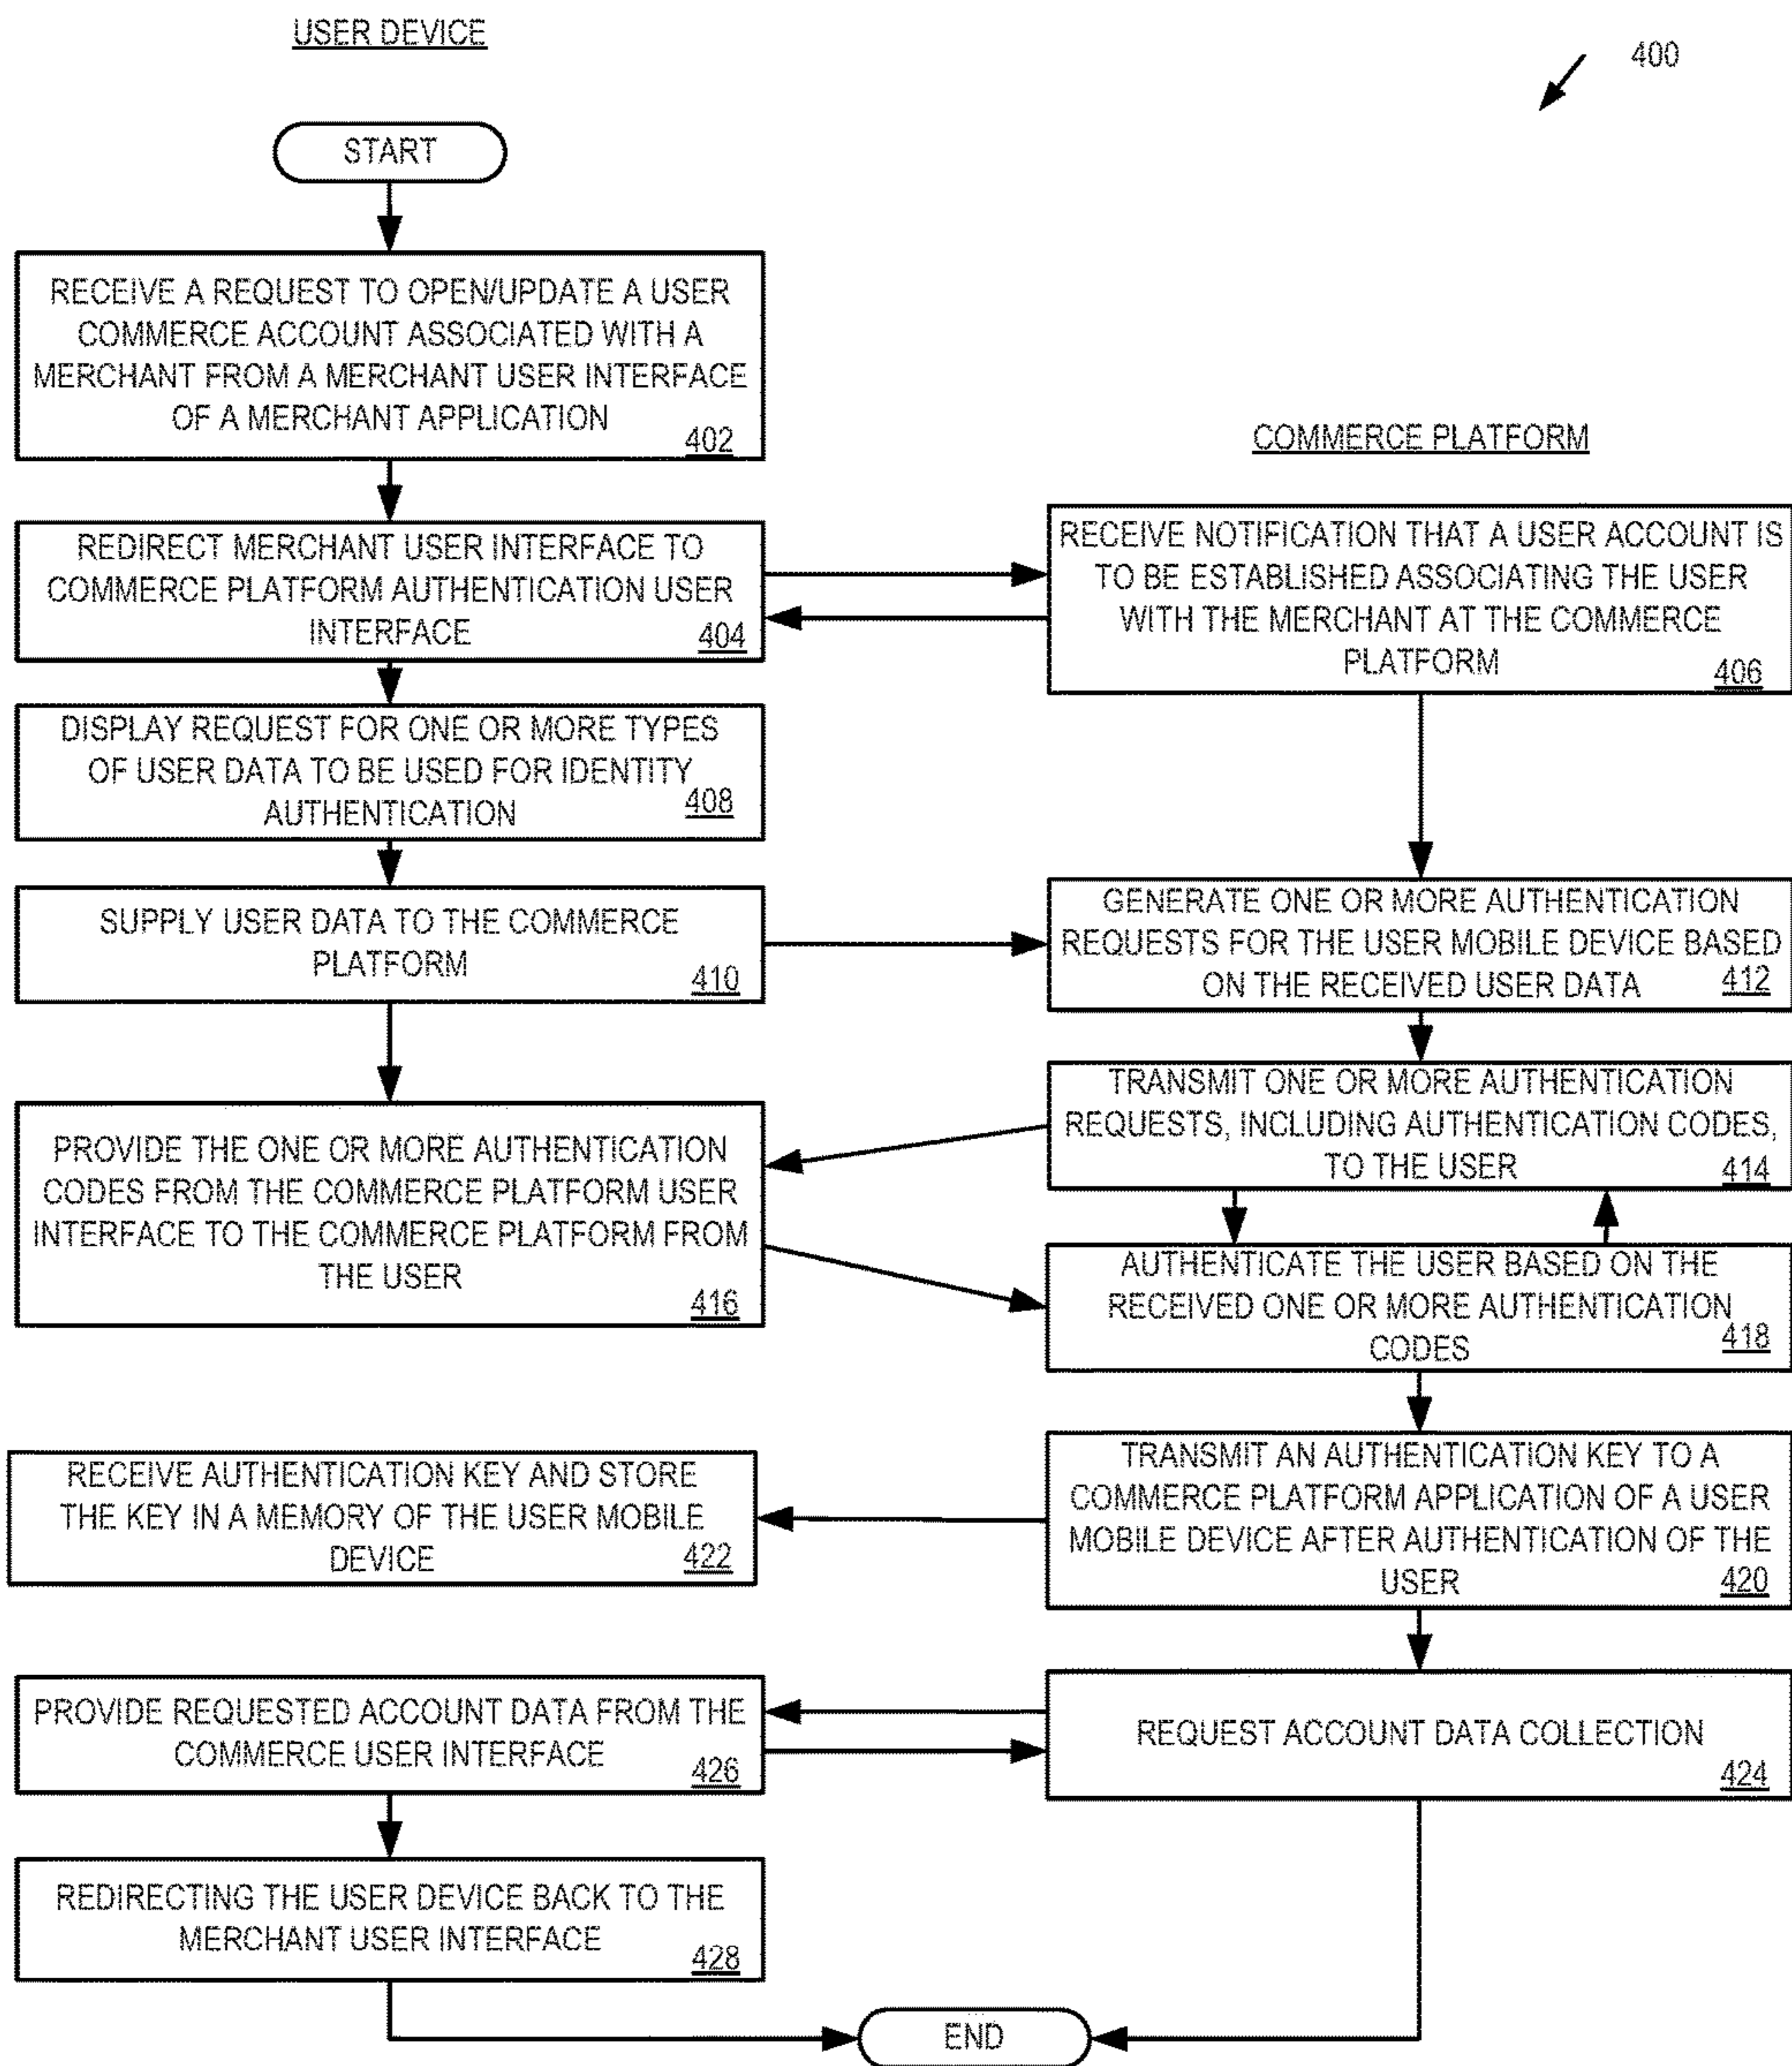 USER DEVICE
400
START
RECEIVE A REQUEST TO OPEN/UPDATE A USER
COMMERCE ACCOUNT ASSOCIATED WITH A
MERCHANT FROM A MERCHANT USER INTERFACE
OF A MERCHANT APPLICATION
402
COMMERCE PLATFORM
REDIRECT MERCHANT USER INTERFACE TO
COMMERCE PLATFORM AUTHENTICATION USER
INTERFACE
404
RECEIVE NOTIFICATION THAT A USER ACCOUNT IS
TO BE ESTABLISHED ASSOCIATING THE USER
WITH THE MERCHANT AT THE COMMERCE
PLATFORM
406
DISPLAY REQUEST FOR ONE OR MORE TYPES
OF USER DATA TO BE USED FOR IDENTITY
AUTHENTICATION
408
SUPPLY USER DATA TO THE COMMERCE
PLATFORM
410
GENERATE ONE OR MORE AUTHENTICATION
REQUESTS FOR THE USER MOBILE DEVICE BASED
ON THE RECEIVED USER DATA
412
TRANSMIT ONE OR MORE AUTHENTICATION
REQUESTS, INCLUDING AUTHENTICATION CODES,
TO THE USER
414
PROVIDE THE ONE OR MORE AUTHENTICATION
CODES FROM THE COMMERCE PLATFORM USER
INTERFACE TO THE COMMERCE PLATFORM FROM
THE USER
416
AUTHENTICATE THE USER BASED ON THE
RECEIVED ONE OR MORE AUTHENTICATION
CODES
418
TRANSMIT AN AUTHENTICATION KEY TO A
COMMERCE PLATFORM APPLICATION OF A USER
MOBILE DEVICE AFTER AUTHENTICATION OF THE
USER
420
RECEIVE AUTHENTICATION KEY AND STORE
THE KEY IN A MEMORY OF THE USER MOBILE
DEVICE
422
REQUEST ACCOUNT DATA COLLECTION
424
PROVIDE REQUESTED ACCOUNT DATA FROM THE
COMMERCE USER INTERFACE
426
REDIRECTING THE USER DEVICE BACK TO THE
MERCHANT USER INTERFACE
428
END